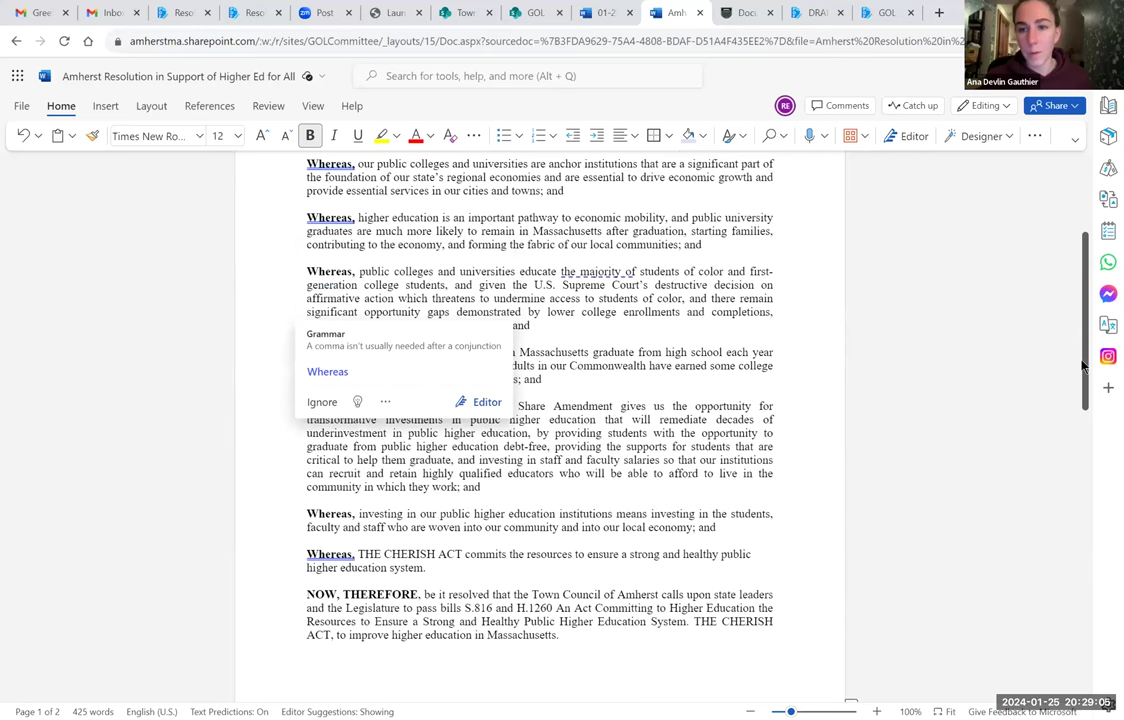 Gree
Inbo
Reso
Reso
Post
Laun
Tow
GOL
01-2
Amh
Docu
DRA
GOL
amherstma.sharepoint.com/:w:/r/sites/GOLCommittee/_layouts/15/Doc.aspx?sourcedoc=%7B3FDA9629-75A4-4808-BDAF-D51A4F435EE2%7D&file=Amherst%20Resolution%20in%
Ana Devlin Gauthier
Amherst Resolution in Support of Higher Ed for All
Search for tools, help, and more (Alt + Q)
File Home Insert Layout References Review View Help
RE Comments Catch up Editing Share
Times New Ro... 12 B I U A Editor Designer
Whereas, our public colleges and universities are anchor institutions that are a significant part of
the foundation of our state's regional economies and are essential to drive economic growth and
provide essential services in our cities and towns; and
Whereas, higher education is an important pathway to economic mobility, and public university
graduates are much more likely to remain in Massachusetts after graduation, starting families,
contributing to the economy, and forming the fabric of our local communities; and
Whereas, public colleges and universities educate the majority of students of color and first-
generation college students, and given the U.S. Supreme Court's destructive decision on
affirmative action which threatens to undermine access to students of color, and there remain
significant opportunity gaps demonstrated by lower college enrollments and completions,
and
Grammar
A comma isn't usually needed after a conjunction
Whereas
Ignore Editor
Massachusetts graduate from high school each year
dults in our Commonwealth have earned some college
s; and
Share Amendment gives us the opportunity for
transformative investments in public higher education that will remediate decades of
underinvestment in public higher education, by providing students with the opportunity to
graduate from public higher education debt-free, providing the supports for students that are
critical to help them graduate, and investing in staff and faculty salaries so that our institutions
can recruit and retain highly qualified educators who will be able to afford to live in the
community in which they work; and
Whereas, investing in our public higher education institutions means investing in the students,
faculty and staff who are woven into our community and into our local economy; and
Whereas, THE CHERISH ACT commits the resources to ensure a strong and healthy public
higher education system.
NOW, THEREFORE, be it resolved that the Town Council of Amherst calls upon state leaders
and the Legislature to pass bills S.816 and H.1260 An Act Committing to Higher Education the
Resources to Ensure a Strong and Healthy Public Higher Education System. THE CHERISH
ACT, to improve higher education in Massachusetts.
2024-01-25 20:29:05
Page 1 of 2 425 words English (U.S.) Text Predictions: On Editor Suggestions: Showing 100% Fit Give Feedback to Microsoft